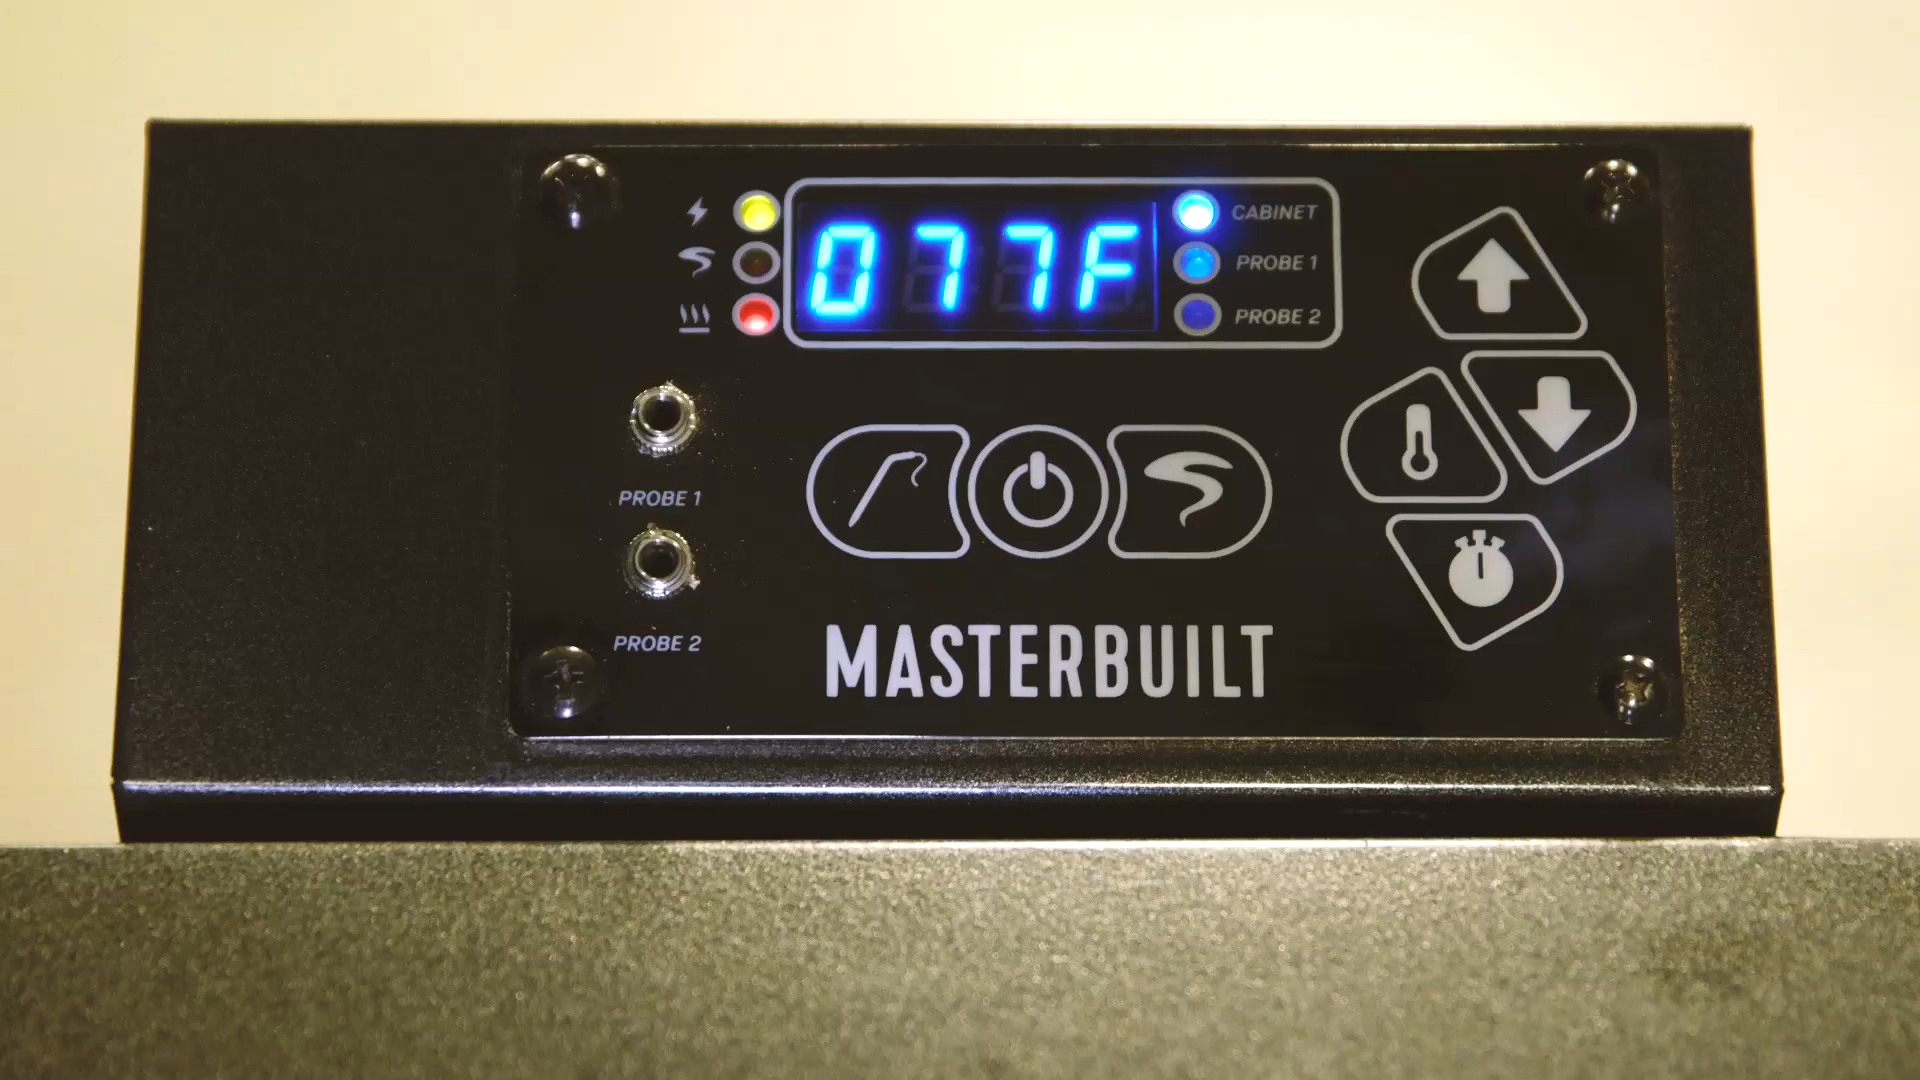 077F
CABINET
PROBE 1
PROBE 2
PROBE 1
PROBE 2
MASTERBUILT